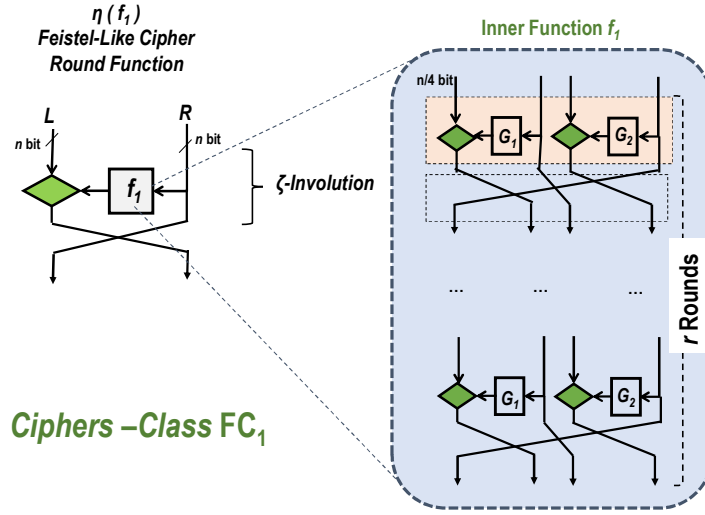 η ( f₁ )
Feistel-Like Cipher
Round Function
L
R
n bit
n bit
f₁
ζ-Involution
Ciphers –Class FC₁
Inner Function f₁
n/4 bit
G₁
G₂
... ... ...
r Rounds
G₁
G₂